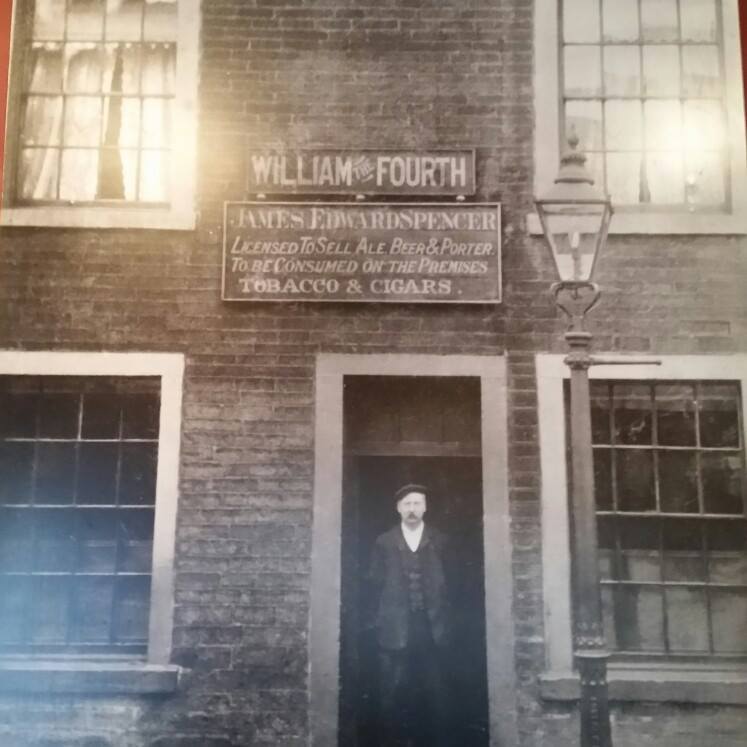 WILLIAM THE FOURTH
JAMES EDWARD SPENCER
LICENSED TO SELL ALE, BEER & PORTER.
TO BE CONSUMED ON THE PREMISES
TOBACCO & CIGARS.